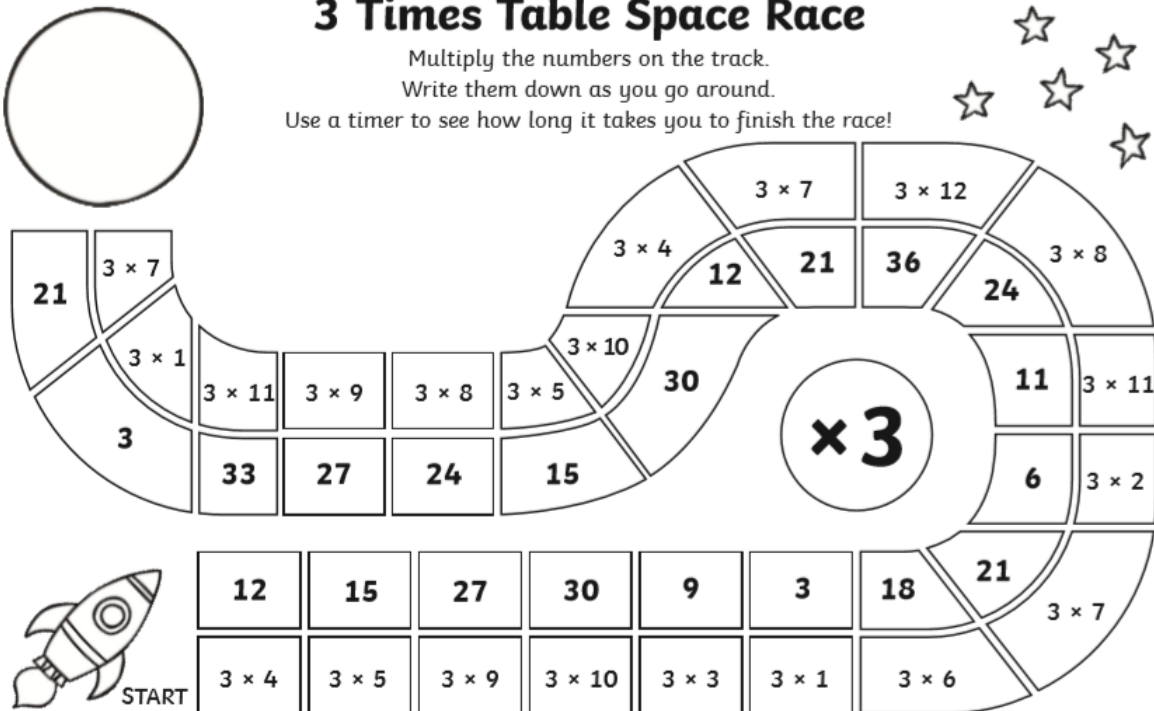 3 Times Table Space Race
Multiply the numbers on the track.
Write them down as you go around.
Use a timer to see how long it takes you to finish the race!
3 × 7 3 × 12
3 × 4 3 × 8
12 21 36 24
21 3 × 7
3 × 1 3 × 10 30 11 3 × 11
3 × 11 3 × 9 3 × 8 3 × 5
×3
3 33 27 24 15 6 3 × 2
12 15 27 30 9 3 18 21
3 × 7
START 3 × 4 3 × 5 3 × 9 3 × 10 3 × 3 3 × 1 3 × 6